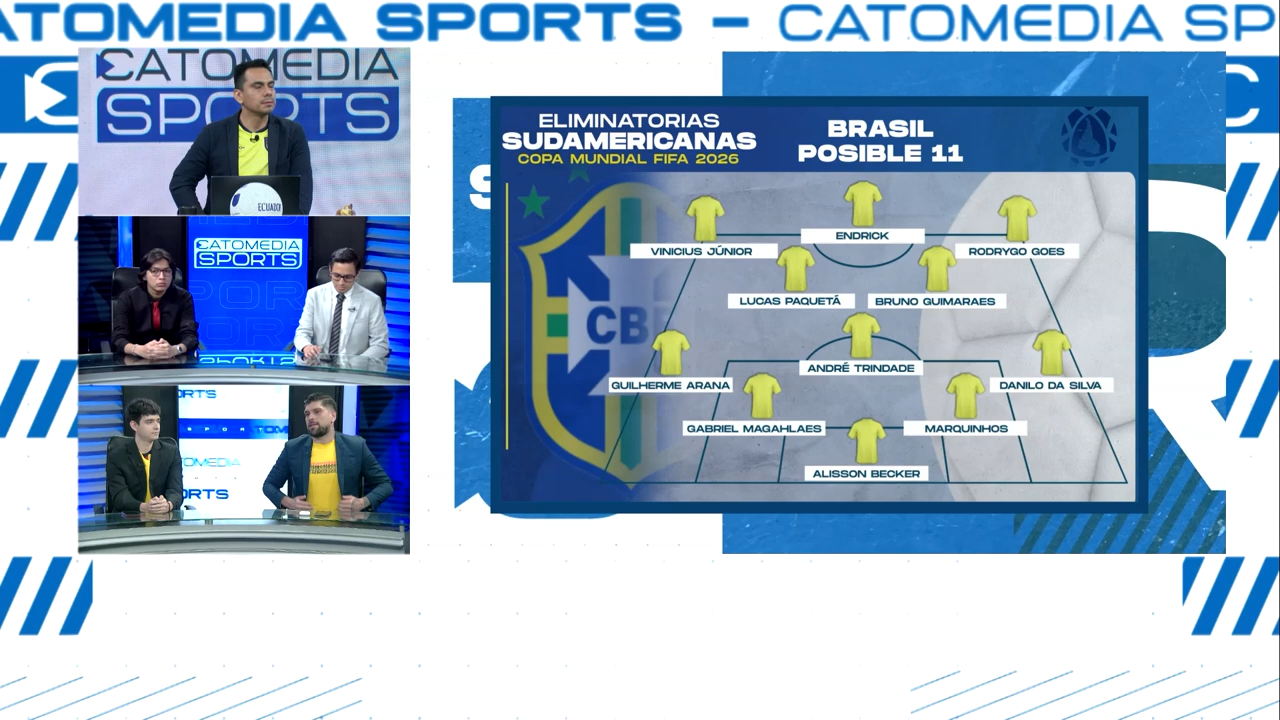 ATOMEDIA SPORTS – CATOMEDIA SP
CATOMEDIA
SPORTS
ECUADOR
CATOMEDIA
SPORTS
ELIMINATORIAS
SUDAMERICANAS
COPA MUNDIAL FIFA 2026
BRASIL
POSIBLE 11
VINICIUS JÚNIOR
ENDRICK
RODRYGO GOES
LUCAS PAQUETÁ
BRUNO GUIMARAES
CB
GUILHERME ARANA
ANDRÉ TRINDADE
DANILO DA SILVA
GABRIEL MAGAHLAES
MARQUINHOS
ALISSON BECKER